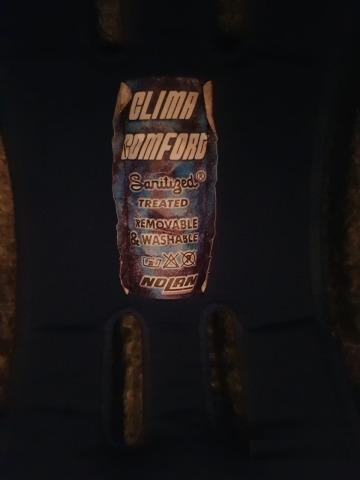 CLIMA
COMFORT
Sanitized®
TREATED
REMOVABLE
& WASHABLE
NOLAN